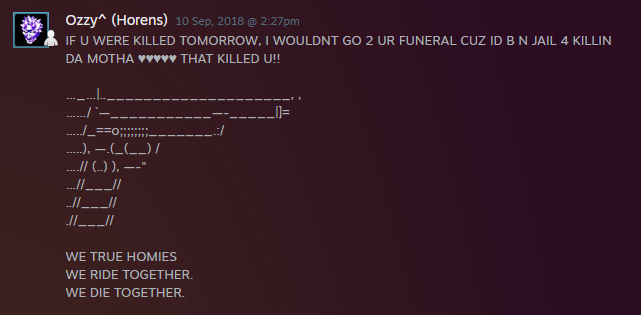 Ozzy^ (Horens) 10 Sep, 2018 @ 2:27pm
IF U WERE KILLED TOMORROW, I WOULDNT GO 2 UR FUNERAL CUZ ID B N JAIL 4 KILLIN
DA MOTHA ♥♥♥♥♥ THAT KILLED U!!
…_…|..____________________, ,
……/ `—___________—-_____|]=
…../_==o;;;;;;;;_______.:/
…..), —.(_(__) /
….// (..) ), —-"
…//___//
..//___//
.//___//
WE TRUE HOMIES
WE RIDE TOGETHER.
WE DIE TOGETHER.